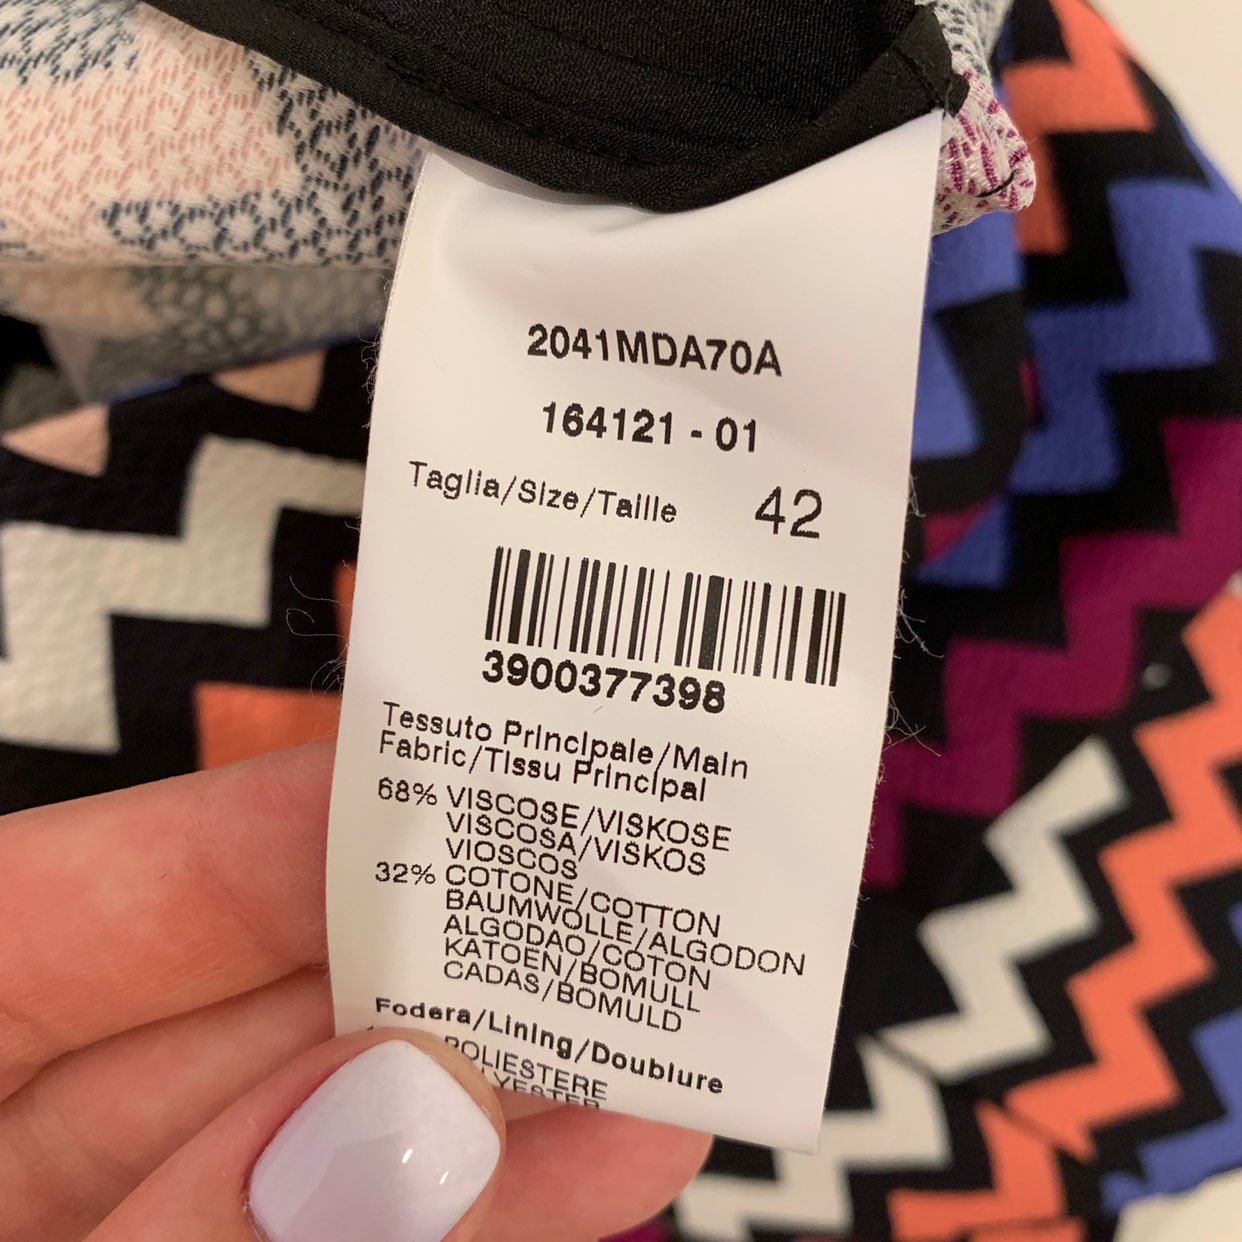 2041MDA70A
164121 - 01
Taglia/Size/Taille 42
3900377398
Tessuto Principale/Main
Fabric/Tissu Principal
68% VISCOSE/VISKOSE
VISCOSA/VISKOS
VIOSCOS
32% COTONE/COTTON
BAUMWOLLE/ALGODON
ALGODAO/COTON
KATOEN/BOMULL
CADAS/BOMULD
Fodera/Lining/Doublure
POLIESTERE